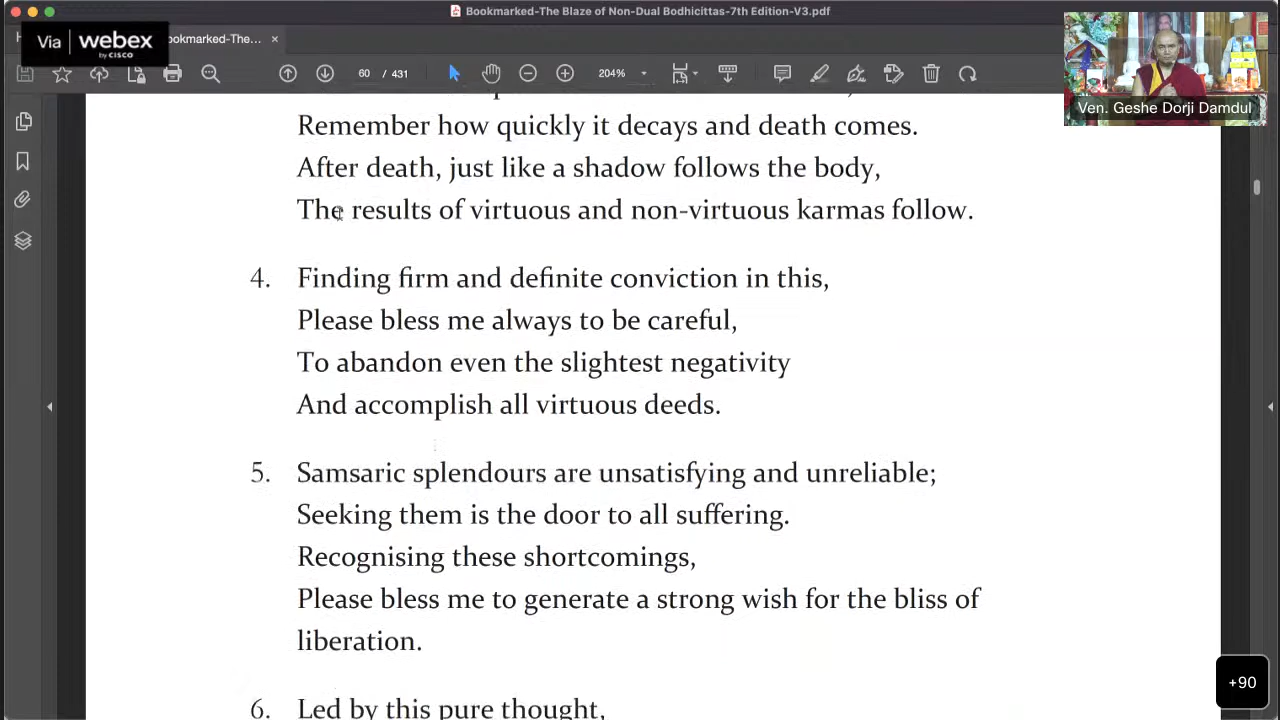 Bookmarked-The Blaze of Non-Dual Bodhicittas-7th Edition-V3.pdf
Via webex
by CISCO
ookmarked-The...
60 / 431
204%
Ven. Geshe Dorji Damdul
Remember how quickly it decays and death comes.
After death, just like a shadow follows the body,
The results of virtuous and non-virtuous karmas follow.
4. Finding firm and definite conviction in this,
Please bless me always to be careful,
To abandon even the slightest negativity
And accomplish all virtuous deeds.
5. Samsaric splendours are unsatisfying and unreliable;
Seeking them is the door to all suffering.
Recognising these shortcomings,
Please bless me to generate a strong wish for the bliss of
liberation.
6. Led by this pure thought,
+90